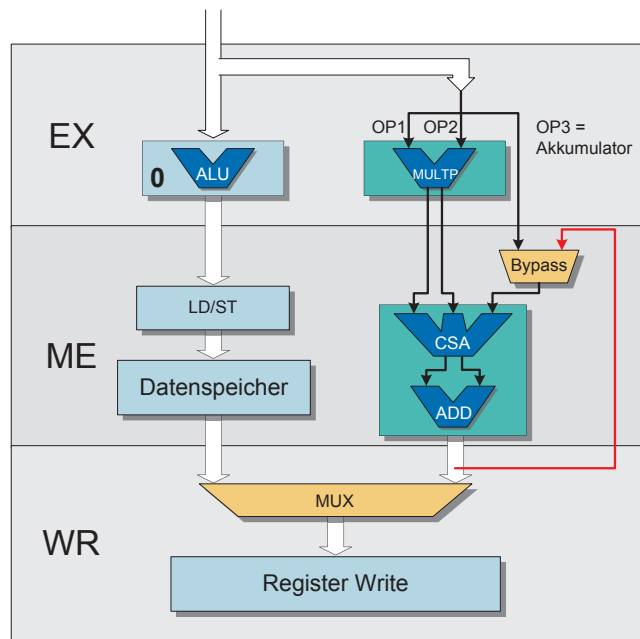 EX
OP1
OP2
OP3 =
Akkumulator
0
ALU
MULTP
ME
Bypass
LD/ST
CSA
Datenspeicher
ADD
WR
MUX
Register Write